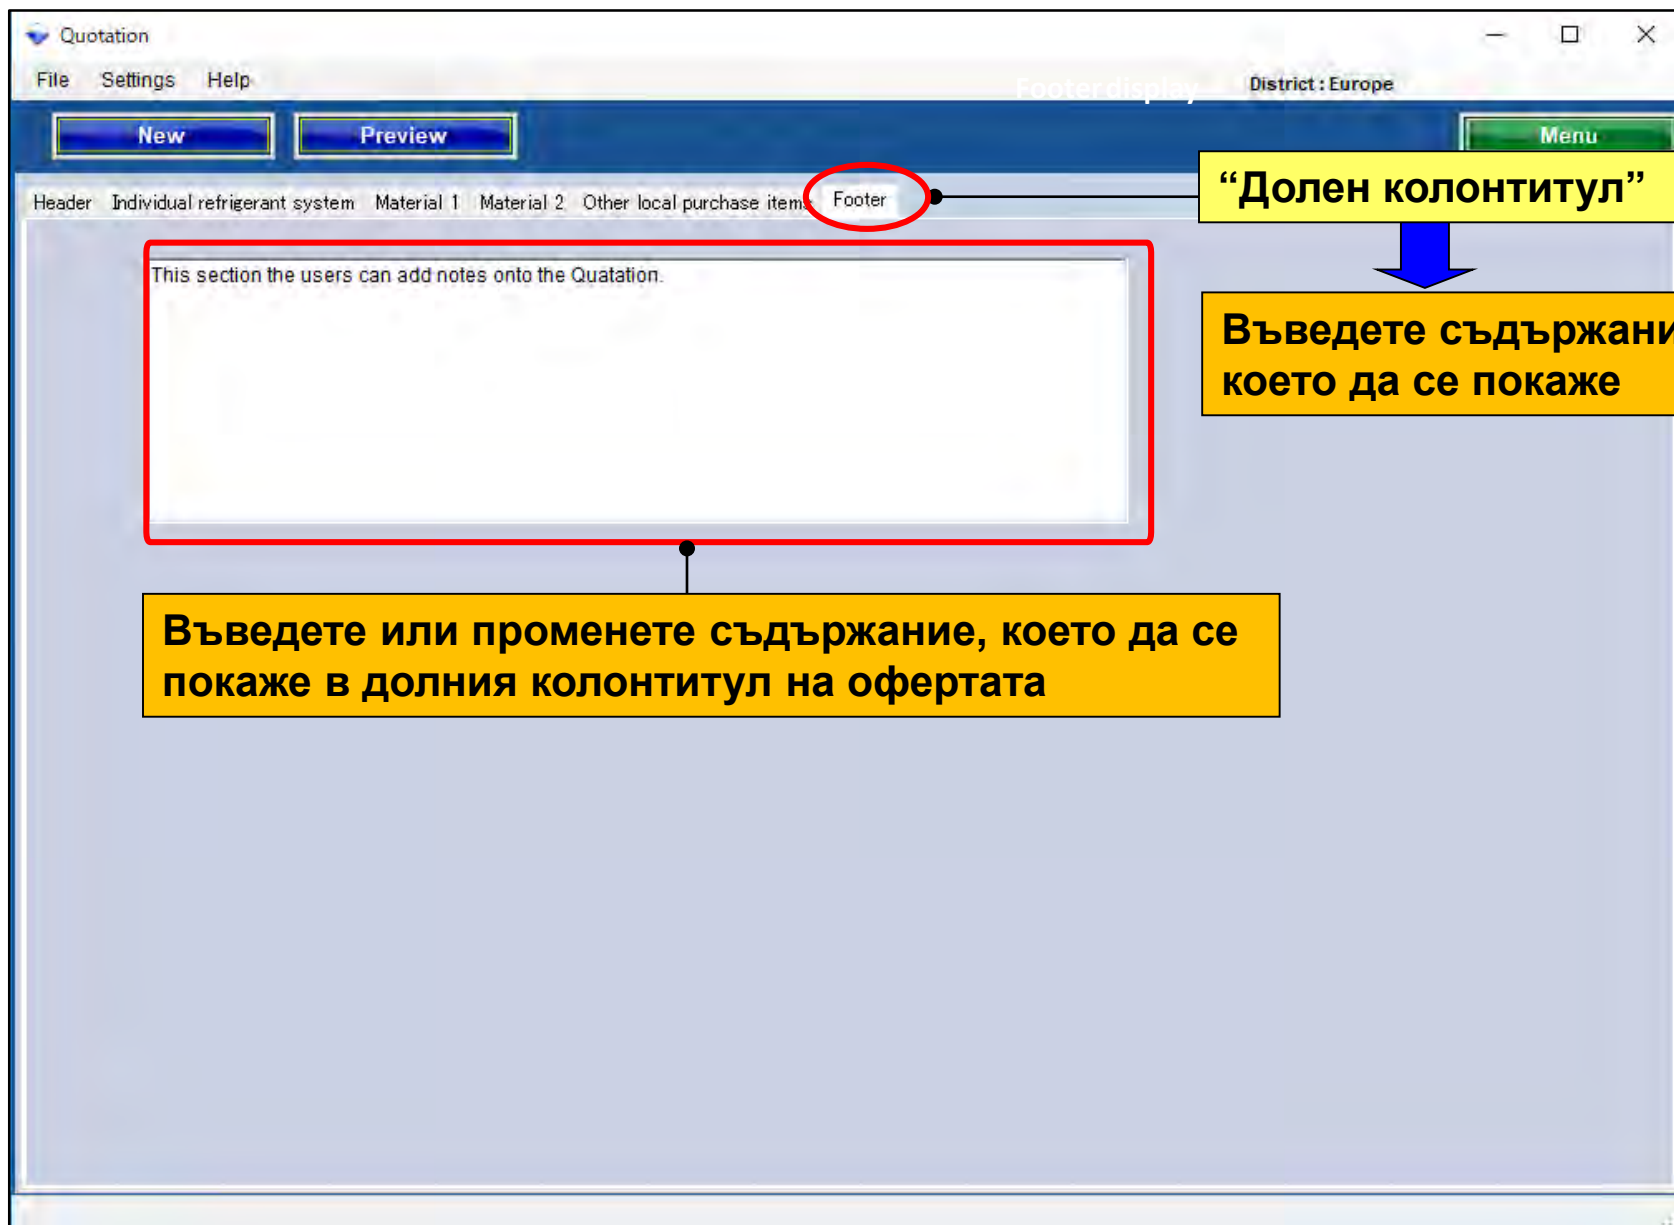 Quotation
File Settings Help
Footer display
District : Europe
New Preview Menu
Header Individual refrigerant system Material 1 Material 2 Other local purchase items Footer
“Долен колонтитул”
This section the users can add notes onto the Quatation.
Въведете съдържани
което да се покаже
Въведете или променете съдържание, което да се
покаже в долния колонтитул на офертата